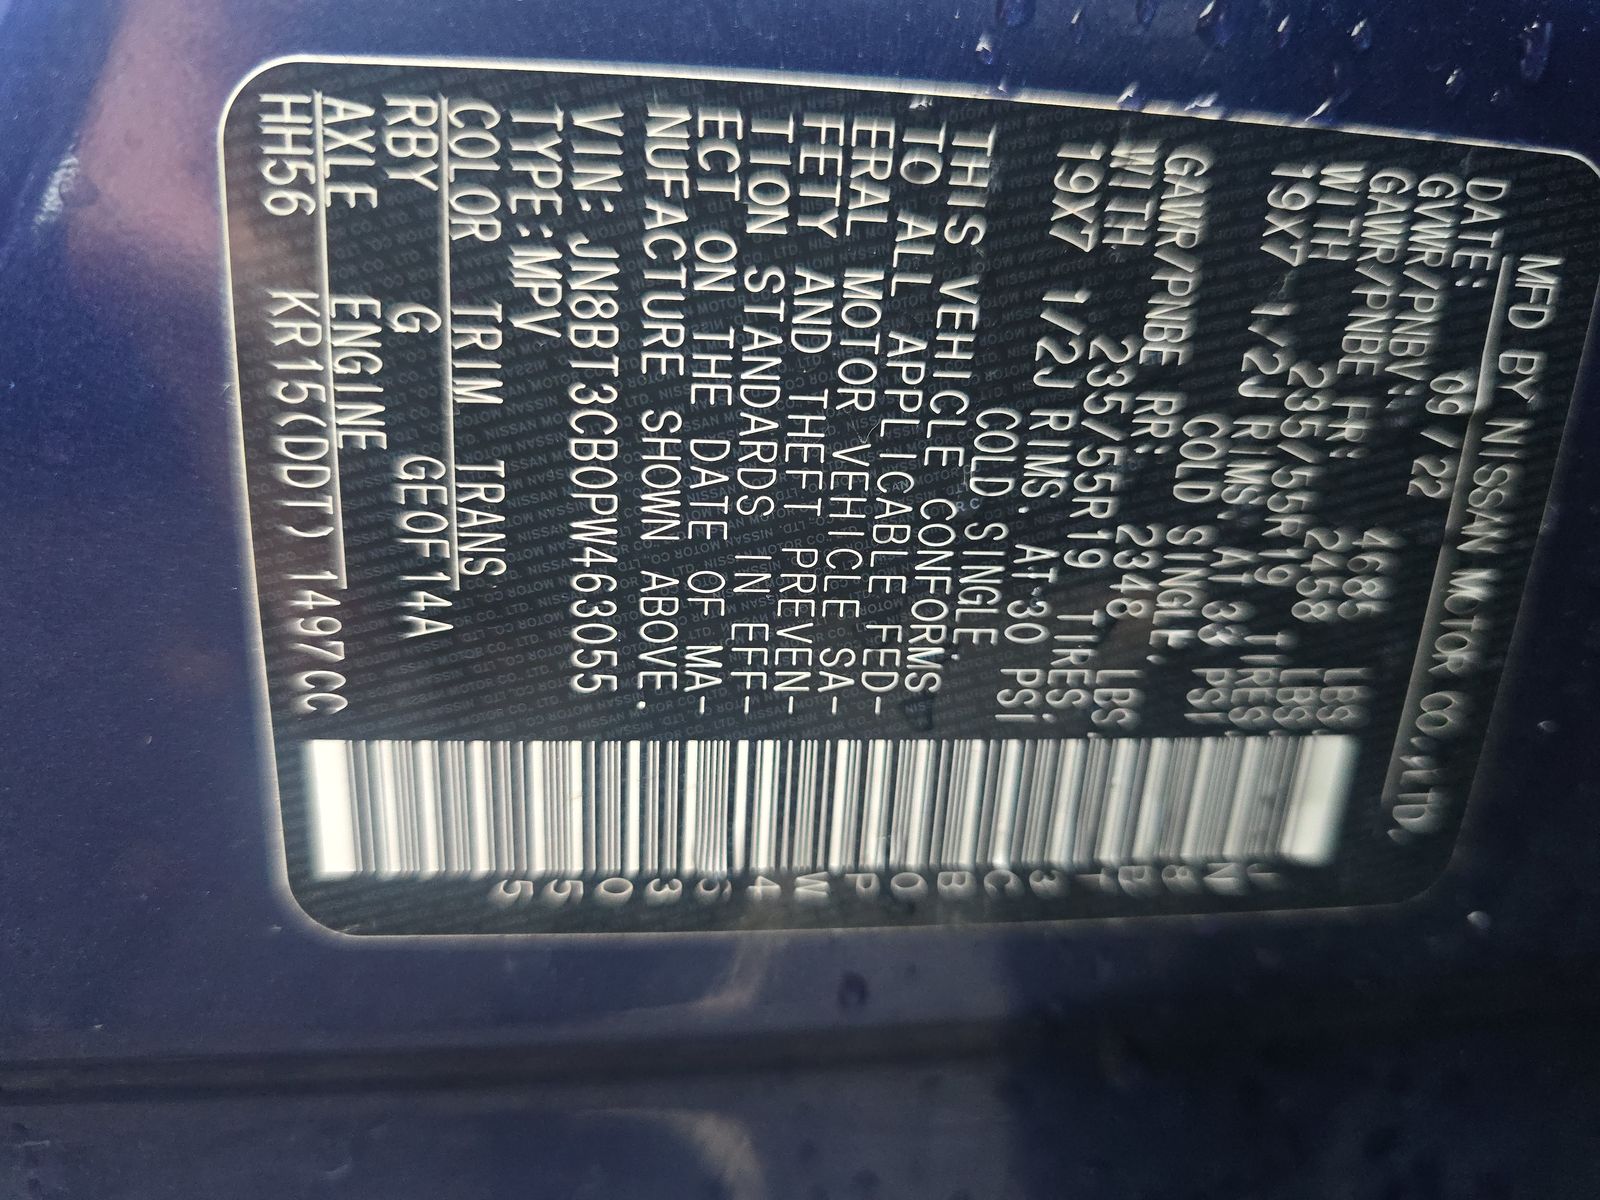 MFD BY NISSAN MOTOR CO.,LTD.
DATE: 09/22
GVWR/PNBV: 4685 LBS.
GAWR/PNBE FR: 2458 LBS.
WITH 235/55R19 TIRES,
19X7 1/2J RIMS, AT 33 PSi
COLD SINGLE.
GAWR/PNBE RR: 2348 LBS.
WITH 235/55R19 TIRES,
19X7 1/2J RIMS, AT 30 PSi
COLD SINGLE.
THIS VEHICLE CONFORMS
TO ALL APPLICABLE FED-
ERAL MOTOR VEHICLE SA-
FETY AND THEFT PREVEN-
TION STANDARDS IN EFF-
ECT ON THE DATE OF MA-
NUFACTURE SHOWN ABOVE.
VIN: JN8BT3CB0PW463055
TYPE:MPV
COLOR TRIM TRANS
RBY G GE0F14A
AXLE ENGINE
HH56 KR15(DDT) 1497CC
JN8BT3CB0PW463055